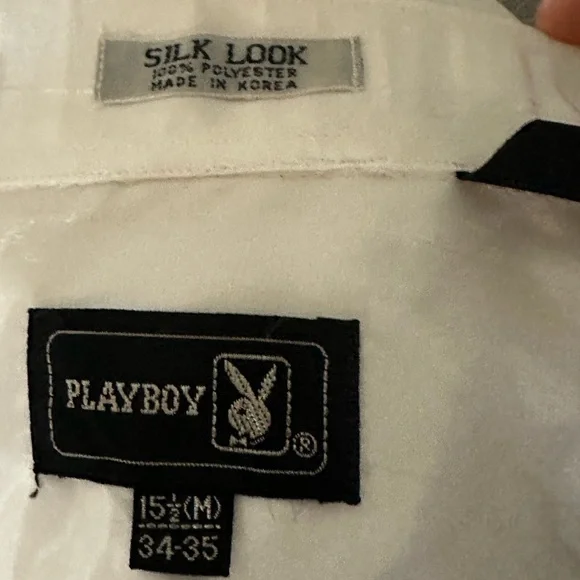 SILK LOOK
100% POLYESTER
MADE IN KOREA
PLAYBOY
®
15½(M)
34-35